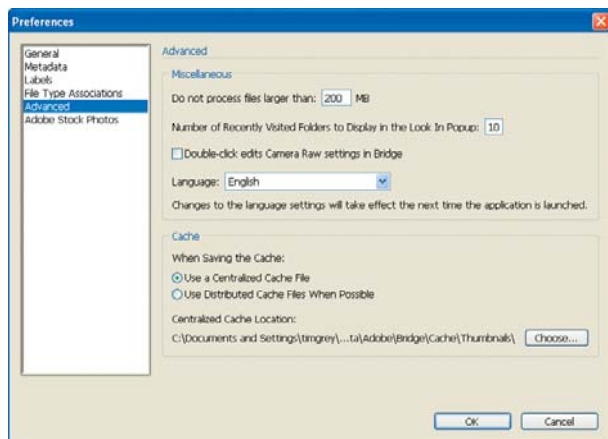 Preferences
General
Metadata
Labels
File Type Associations
Advanced
Adobe Stock Photos
Advanced
Miscellaneous
Do not process files larger than: 200 MB
Number of Recently Visited Folders to Display in the Look In Popup: 10
Double-click edits Camera Raw settings in Bridge
Language: English
Changes to the language settings will take effect the next time the application is launched.
Cache
When Saving the Cache:
Use a Centralized Cache File
Use Distributed Cache Files When Possible
Centralized Cache Location:
C:\Documents and Settings\timgrey\...ta\Adobe\Bridge\Cache\Thumbnails\ Choose...
OK Cancel